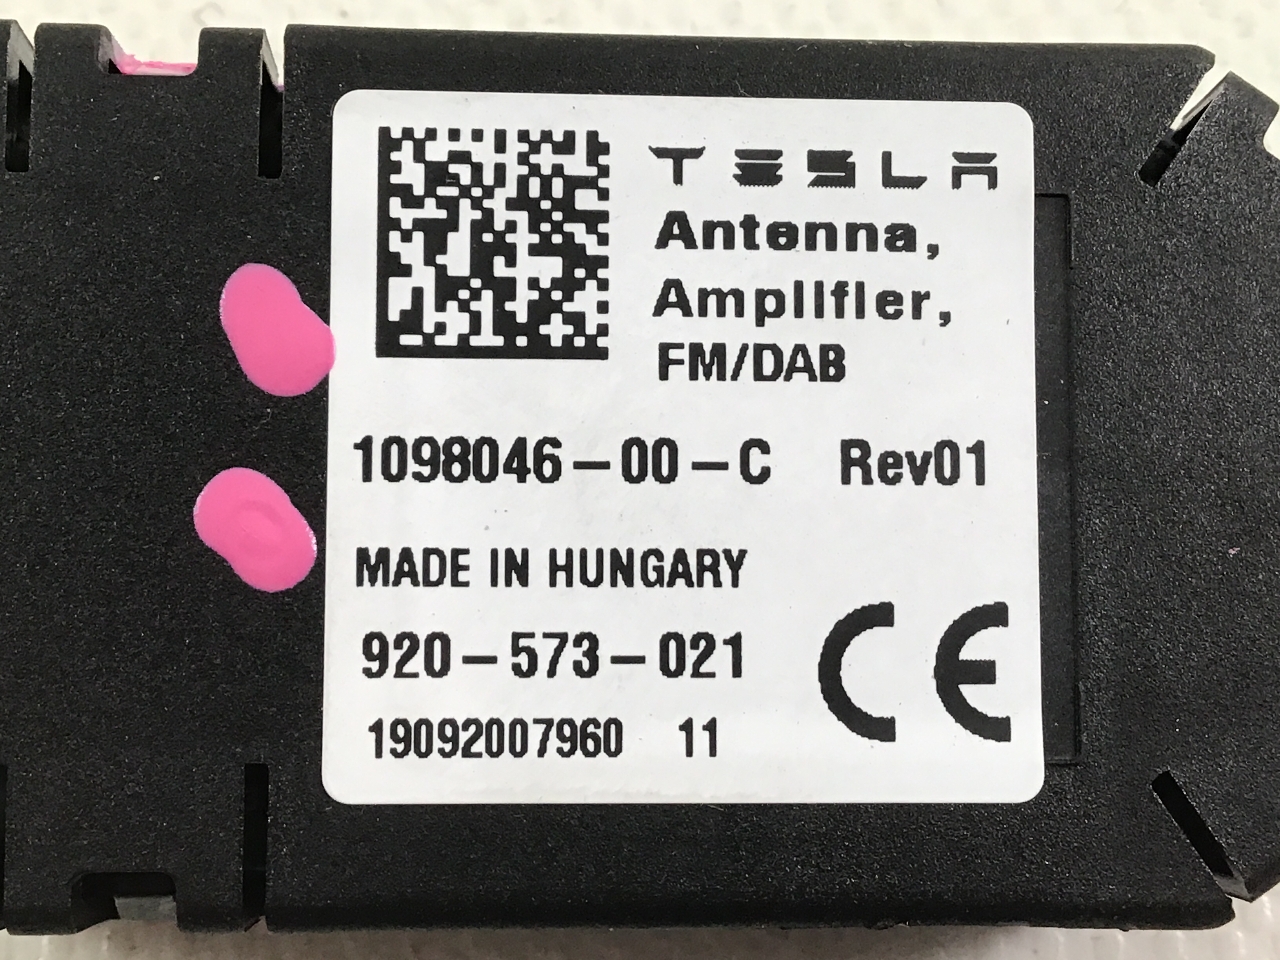 TESLA
Antenna,
Amplifier,
FM/DAB
1098046-00-C Rev01
MADE IN HUNGARY
920-573-021
19092007960 11
CE